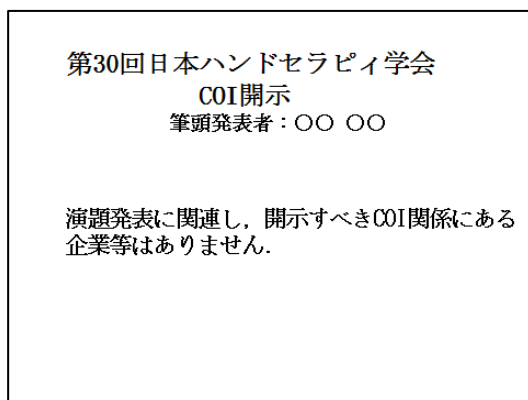 第30回日本ハンドセラピィ学会
COI開示
筆頭発表者：〇〇 〇〇
演題発表に関連し，開示すべきCOI関係にある
企業等はありません．